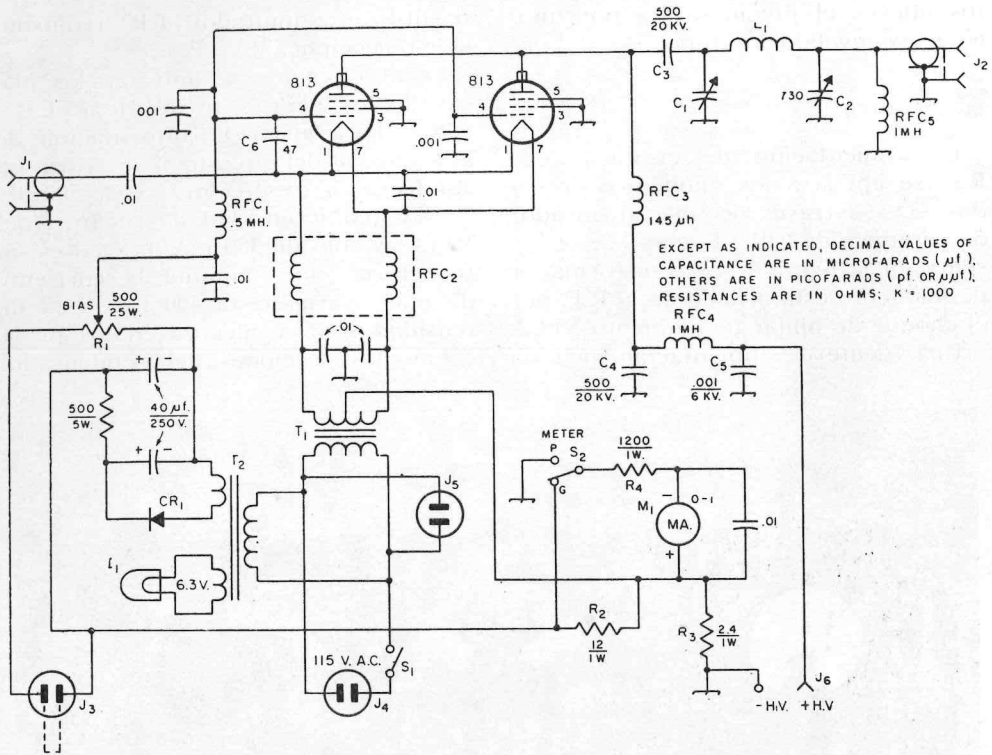 500
20 KV.
C3
L1
J2
813
813
5
4
3
1
7
5
4
3
1
7
.001
C6
47
.001
C1
730
C2
RFC5
1MH
J1
.01
.01
RFC1
.5 MH.
.01
RFC2
RFC3
145µh
EXCEPT AS INDICATED, DECIMAL VALUES OF
CAPACITANCE ARE IN MICROFARADS (µf),
OTHERS ARE IN PICOFARADS (pf. OR µµf),
RESISTANCES ARE IN OHMS; K = 1000
BIAS
500
25W.
R1
.01
RFC4
1MH
C4
500
20 KV.
C5
.001
6 KV.
500
5W.
40 µf.
250 V.
+ -
CR1
T2
T1
J5
METER
P
S2
G
1200
1W.
R4
-
M1
0-1
MA.
+
.01
I1
6.3 V.
R2
12
1W
R3
2.4
1W
115 V. A.C.
S1
J3
J4
J6
-H.V.
+H.V